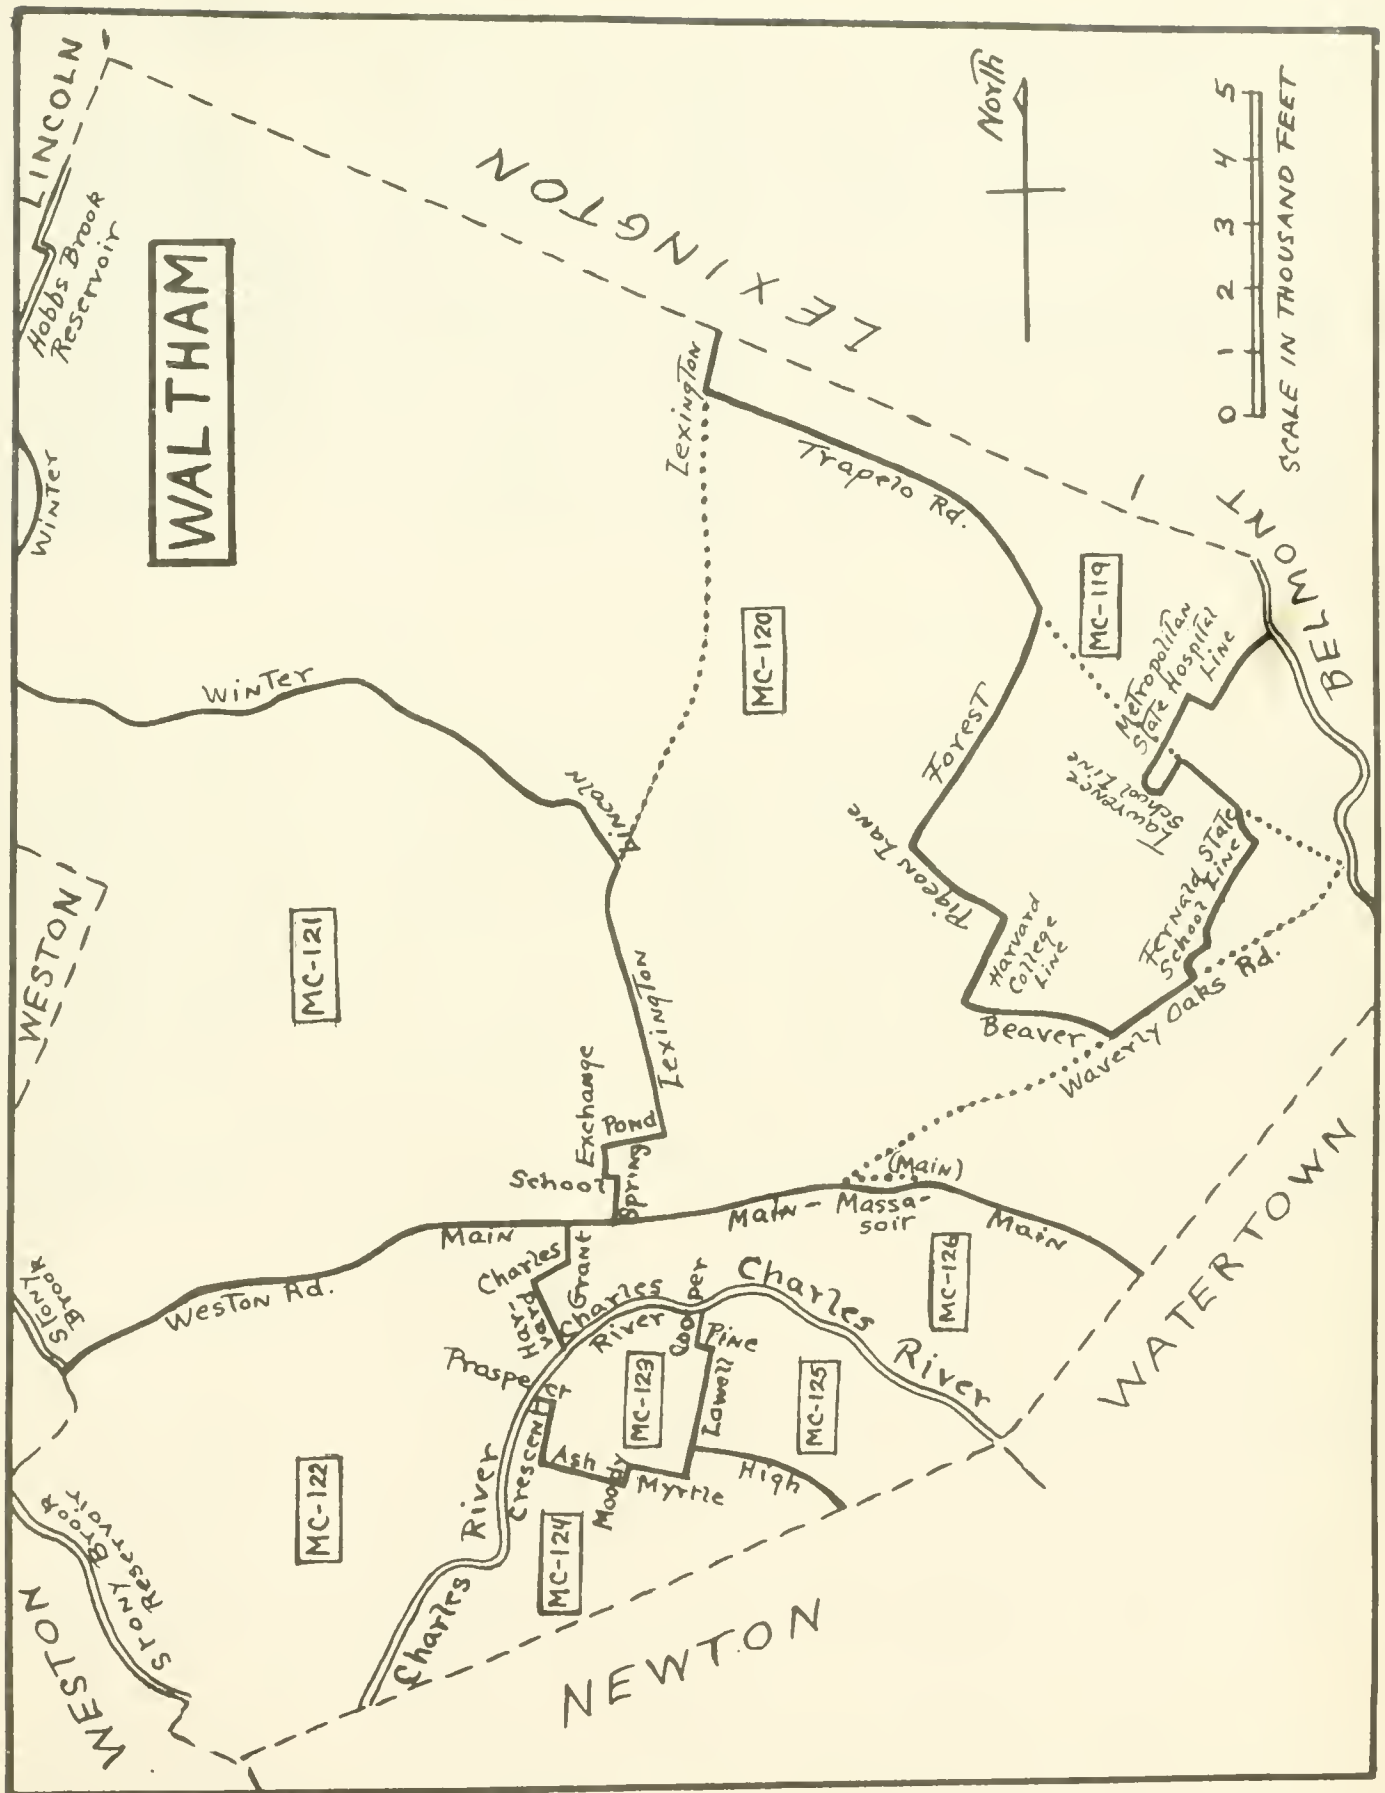 LINCOLN
Hobbs Brook
Reservoir
WALTHAM
LEXINGTON
North
0 1 2 3 4 5
SCALE IN THOUSAND FEET
Winter
Lexington
Trapelo Rd.
BELMONT
MC-119
MC-120
Metropolitan
State Hospital
Line
Winter
Lincoln
Forest
Lawrence
School Line
Pigeon Lane
Fernald State
School Line
Harvard
College
Line
WESTON
MC-121
Lexington
Beaver
Waverly Oaks Rd.
Exchange
Pond
School
Spring
(Main)
Main
Main-
Massa-
soir
Main
WATERTOWN
Stony
Brook
Weston Rd.
Charles
Grant
Har-
vard
Charles
River
Cooper
Charles
River
MC-126
Prospect
Pine
MC-123
Lowell
MC-125
Crescent
Ash
Moody
Myrtle
High
MC-122
River
Charles
MC-124
Stony Brook
Reservoir
WESTON
NEWTON